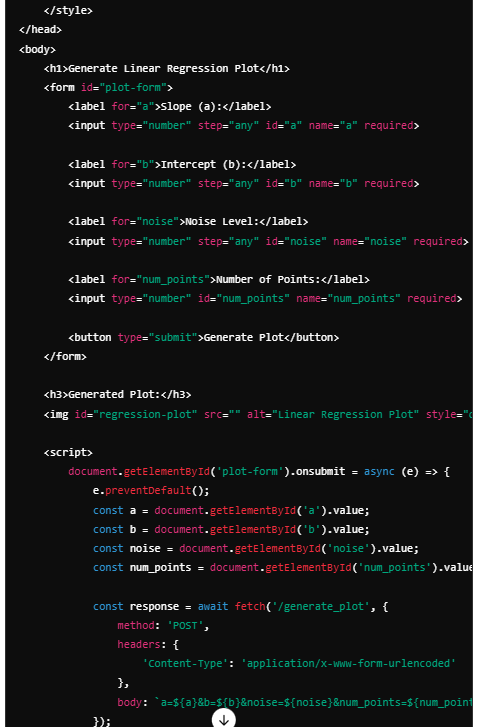 </style>
</head>
<body>
    <h1>Generate Linear Regression Plot</h1>
    <form id="plot-form">
        <label for="a">Slope (a):</label>
        <input type="number" step="any" id="a" name="a" required>
        <label for="b">Intercept (b):</label>
        <input type="number" step="any" id="b" name="b" required>
        <label for="noise">Noise Level:</label>
        <input type="number" step="any" id="noise" name="noise" required>
        <label for="num_points">Number of Points:</label>
        <input type="number" id="num_points" name="num_points" required>
        <button type="submit">Generate Plot</button>
    </form>
    <h3>Generated Plot:</h3>
    <img id="regression-plot" src="" alt="Linear Regression Plot" style="
    <script>
        document.getElementById('plot-form').onsubmit = async (e) => {
            e.preventDefault();
            const a = document.getElementById('a').value;
            const b = document.getElementById('b').value;
            const noise = document.getElementById('noise').value;
            const num_points = document.getElementById('num_points').value
            const response = await fetch('/generate_plot', {
                method: 'POST',
                headers: {
                    'Content-Type': 'application/x-www-form-urlencoded'
                },
                body: `a=${a}&b=${b}&noise=${noise}&num_points=${num_point
            });